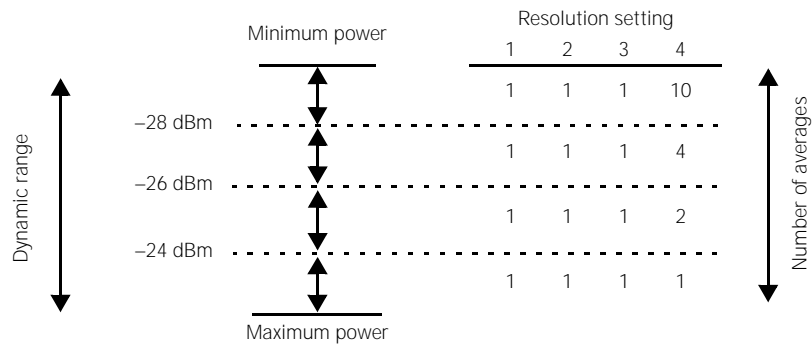 Resolution setting
Minimum power
1 2 3 4
1 1 1 10
–28 dBm
1 1 1 4
–26 dBm
1 1 1 2
–24 dBm
1 1 1 1
Maximum power
Dynamic range
Number of averages